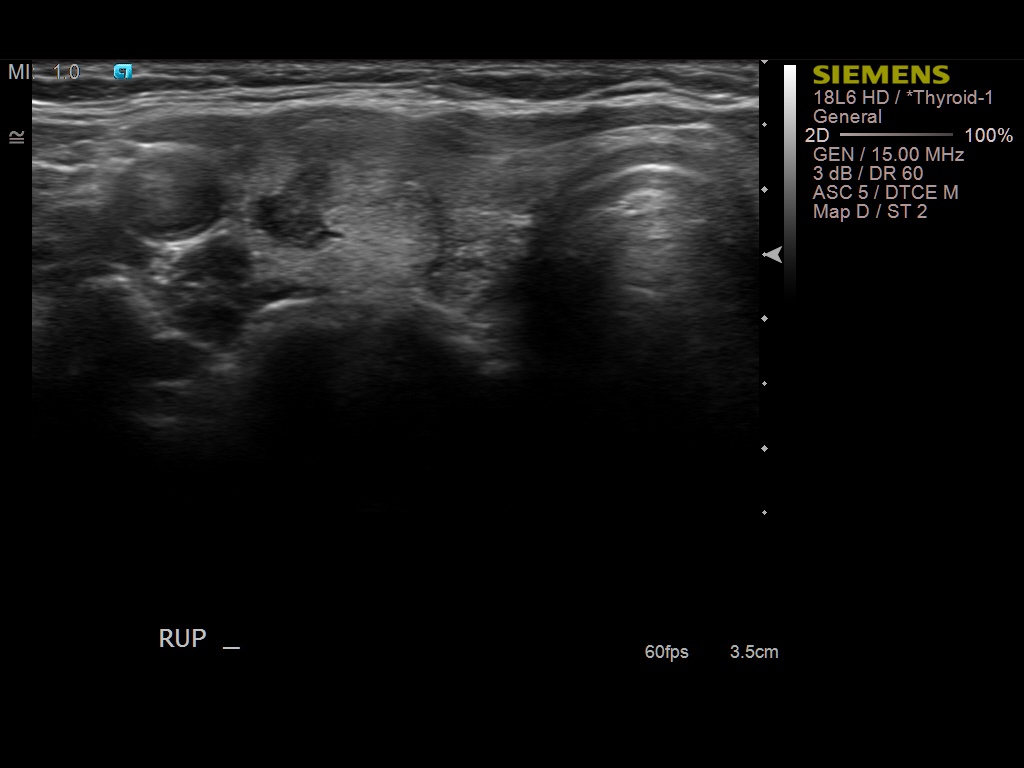 MI: 1.0
SIEMENS
18L6 HD / *Thyroid-1
General
2D 100%
GEN / 15.00 MHz
3 dB / DR 60
ASC 5 / DTCE M
Map D / ST 2
RUP _
60fps 3.5cm